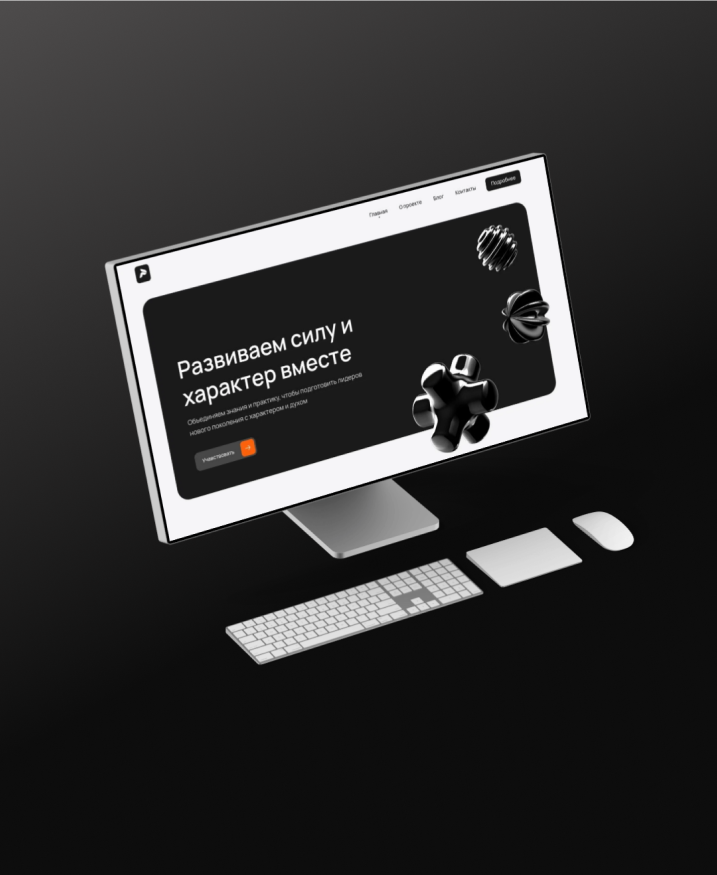 Главная О проекте Блог Контакты Подробнее
Развиваем силу и
характер вместе
Объединяем знания и практику, чтобы подготовить лидеров
нового поколения с характером и духом
Участвовать